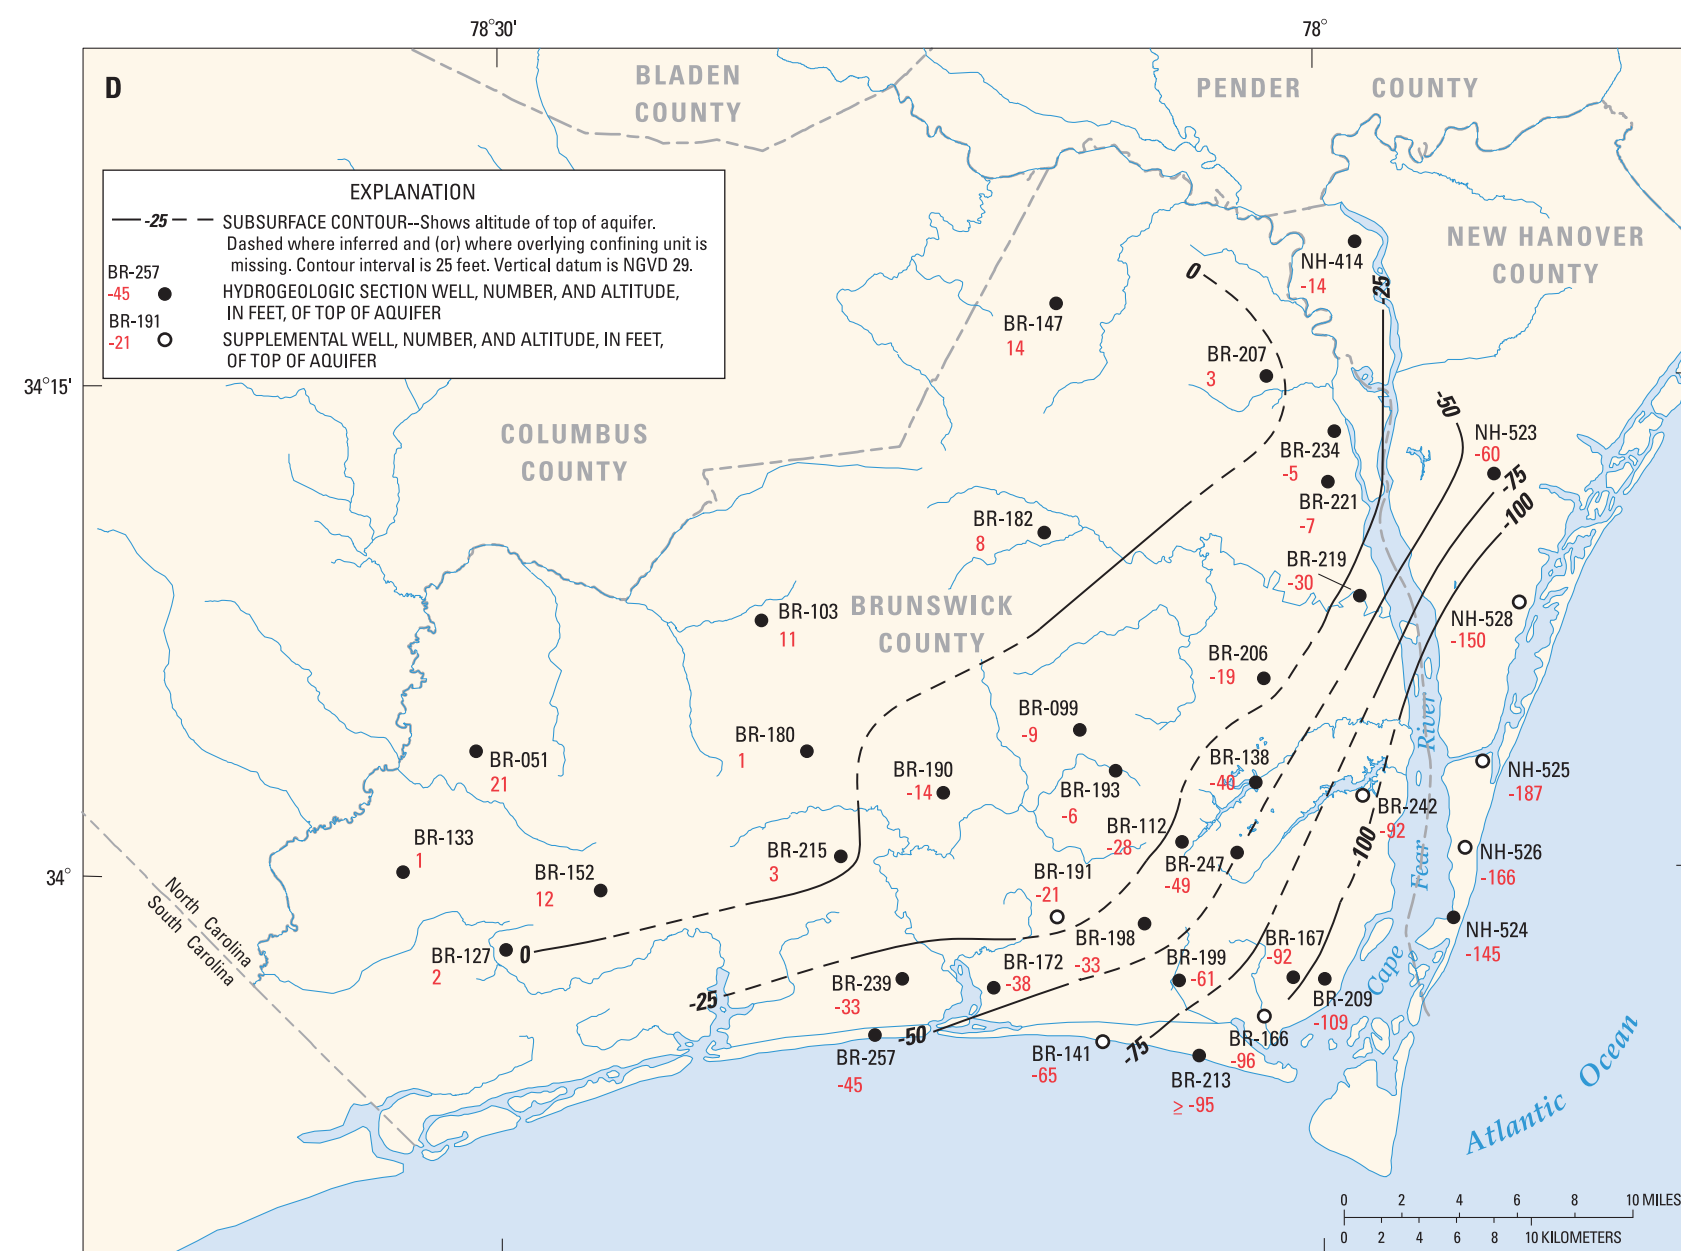 78°30'
78°
D
BLADEN
COUNTY
PENDER COUNTY
EXPLANATION
-25
SUBSURFACE CONTOUR--Shows altitude of top of aquifer.
Dashed where inferred and (or) where overlying confining unit is
missing. Contour interval is 25 feet. Vertical datum is NGVD 29.
BR-257
-45
HYDROGEOLOGIC SECTION WELL, NUMBER, AND ALTITUDE,
IN FEET, OF TOP OF AQUIFER
BR-191
-21
SUPPLEMENTAL WELL, NUMBER, AND ALTITUDE, IN FEET,
OF TOP OF AQUIFER
NEW HANOVER
COUNTY
NH-414
-14
0
-25
BR-147
14
BR-207
3
34°15'
-50
COLUMBUS
COUNTY
NH-523
-60
BR-234
-5
-75
BR-221
-7
-100
BR-182
8
BR-219
-30
BR-103
11
BRUNSWICK
COUNTY
NH-528
-150
BR-206
-19
BR-099
-9
BR-180
1
BR-051
21
BR-190
-14
BR-193
-6
BR-138
-40
NH-525
-187
BR-242
-92
BR-112
-28
BR-133
1
BR-215
3
-100
NH-526
-166
BR-247
-49
34°
BR-152
12
BR-191
-21
North Carolina
South Carolina
Cape Fear River
NH-524
-145
BR-127
2
0
BR-198
-33
BR-167
-92
BR-172
-38
BR-199
-61
BR-239
-33
-25
BR-209
-109
-50
BR-257
-45
BR-141
-65
-75
BR-166
-96
BR-213
≥ -95
Atlantic Ocean
0 2 4 6 8 10 MILES
0 2 4 6 8 10 KILOMETERS